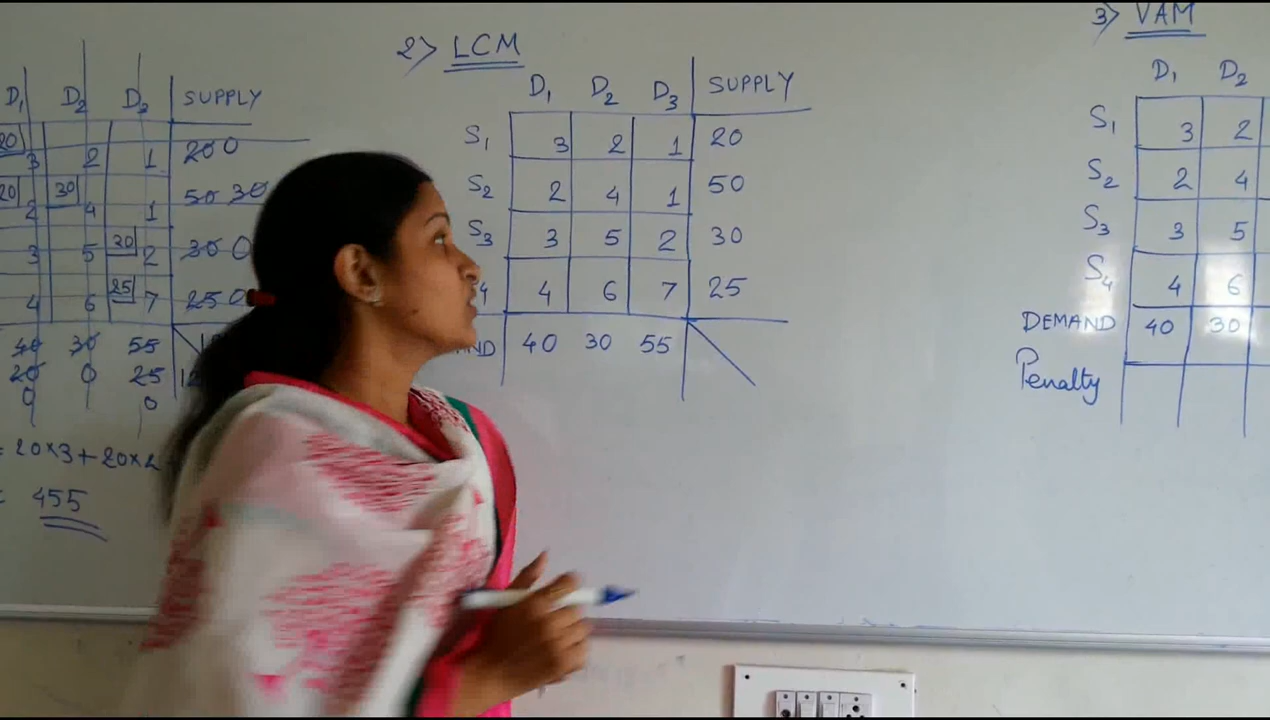 D1 D2 D3 SUPPLY
20 3 2 1 200
20 2 30 4 1 50 30
3 5 30 2 30 0
4 6 25 7 25 0
40 30 55
20 0 25
0 0
= 20×3 + 20×2
= 455
2> LCM
D1 D2 D3 SUPPLY
S1 3 2 1 20
S2 2 4 1 50
S3 3 5 2 30
4 4 6 7 25
ND 40 30 55
3> VAM
D1 D2
S1 3 2
S2 2 4
S3 3 5
S4 4 6
DEMAND 40 30
Penalty